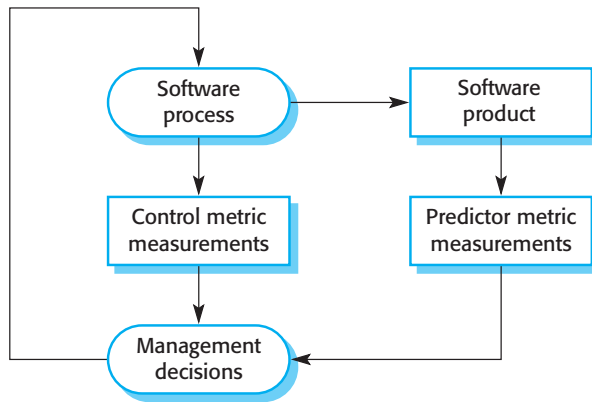 Software
process
Software
product
Control metric
measurements
Predictor metric
measurements
Management
decisions